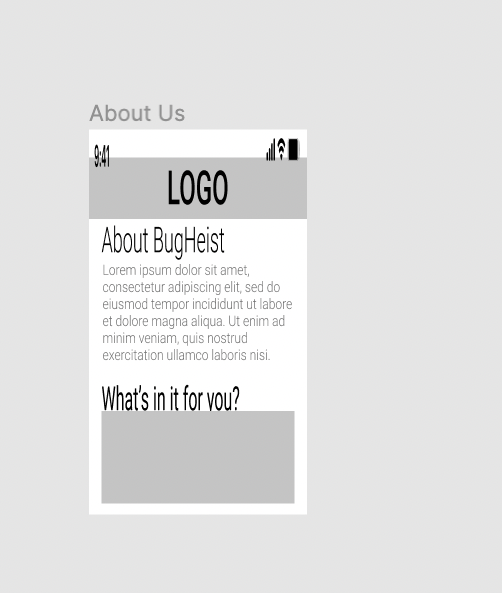 About Us
9:41
LOGO
About BugHeist
Lorem ipsum dolor sit amet,
consectetur adipiscing elit, sed do
eiusmod tempor incididunt ut labore
et dolore magna aliqua. Ut enim ad
minim veniam, quis nostrud
exercitation ullamco laboris nisi.
What's in it for you?